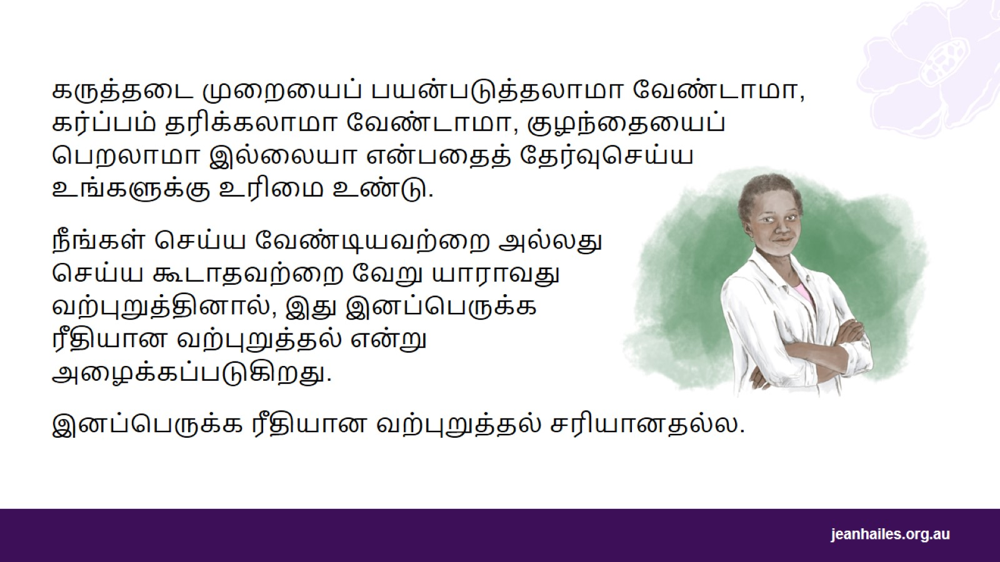 கருத்தடை முறையைப் பயன்படுத்தலாமா வேண்டாமா,
கர்ப்பம் தரிக்கலாமா வேண்டாமா, குழந்தையைப்
பெறலாமா இல்லையா என்பதைத் தேர்வுசெய்ய
உங்களுக்கு உரிமை உண்டு.
நீங்கள் செய்ய வேண்டியவற்றை அல்லது
செய்ய கூடாதவற்றை வேறு யாராவது
வற்புறுத்தினால், இது இனப்பெருக்க
ரீதியான வற்புறுத்தல் என்று
அழைக்கப்படுகிறது.
இனப்பெருக்க ரீதியான வற்புறுத்தல் சரியானதல்ல.
jeanhailes.org.au